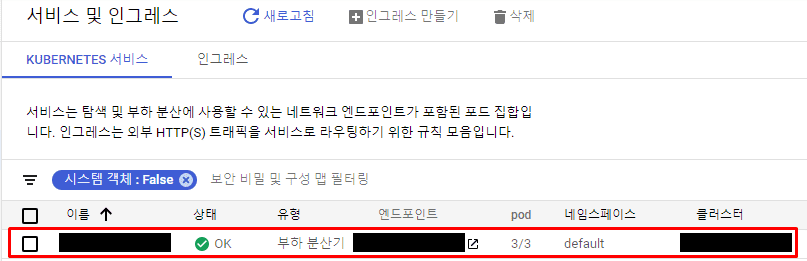 서비스 및 인그레스 새로고침 인그레스 만들기 삭제
KUBERNETES 서비스 인그레스
서비스는 탐색 및 부하 분산에 사용할 수 있는 네트워크 엔드포인트가 포함된 포드 집합입
니다. 인그레스는 외부 HTTP(S) 트래픽을 서비스로 라우팅하기 위한 규칙 모음입니다.
시스템 객체 : False 보안 비밀 및 구성 맵 필터링
이름 상태 유형 엔드포인트 pod 네임스페이스 클러스터
OK 부하 분산기 3/3 default